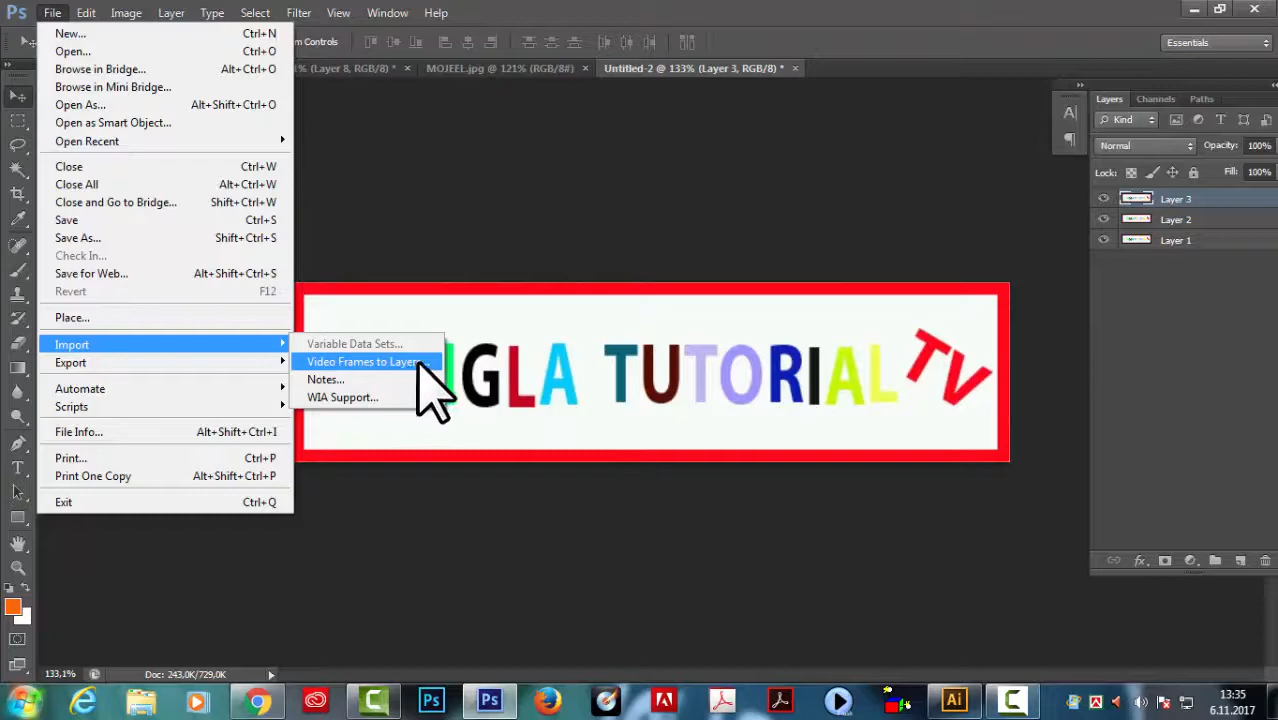 Ps File Edit Image Layer Type Select Filter View Window Help
m Controls
Essentials
1% (Layer 8, RGB/8) * ×
MOJEEL.jpg @ 121% (RGB/8#) ×
Untitled-2 @ 133% (Layer 3, RGB/8) * ×
New... Ctrl+N
Open... Ctrl+O
Browse in Bridge... Alt+Ctrl+O
Browse in Mini Bridge...
Open As... Alt+Shift+Ctrl+O
Open as Smart Object...
Open Recent
Close Ctrl+W
Close All Alt+Ctrl+W
Close and Go to Bridge... Shift+Ctrl+W
Save Ctrl+S
Save As... Shift+Ctrl+S
Check In...
Save for Web... Alt+Shift+Ctrl+S
Revert F12
Place...
Import
Export
Automate
Scripts
File Info... Alt+Shift+Ctrl+I
Print... Ctrl+P
Print One Copy Alt+Shift+Ctrl+P
Exit Ctrl+Q
Variable Data Sets...
Video Frames to Layer
Notes...
WIA Support...
GLA TUTORIAL TV
Layers Channels Paths
Kind
Normal Opacity: 100%
Lock: Fill: 100%
Layer 3
Layer 2
Layer 1
133,1% Doc: 243,0K/729,0K
Ps Ps Ai
13:35
6.11.2017